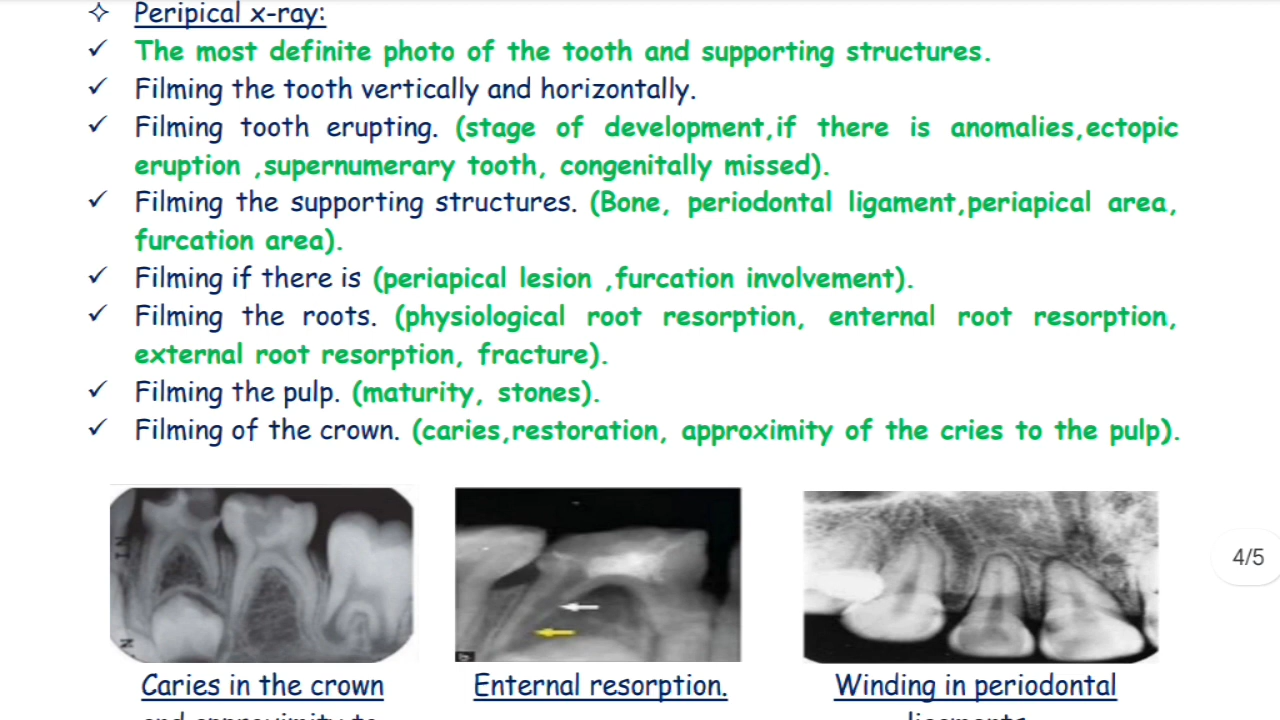 ✧ Peripical x-ray:
✓ The most definite photo of the tooth and supporting structures.
✓ Filming the tooth vertically and horizontally.
✓ Filming tooth erupting. (stage of development,if there is anomalies,ectopic
eruption ,supernumerary tooth, congenitally missed).
✓ Filming the supporting structures. (Bone, periodontal ligament,periapical area,
furcation area).
✓ Filming if there is (periapical lesion ,furcation involvement).
✓ Filming the roots. (physiological root resorption, enternal root resorption,
external root resorption, fracture).
✓ Filming the pulp. (maturity, stones).
✓ Filming of the crown. (caries,restoration, approximity of the cries to the pulp).
4/5
Caries in the crown
and approximity to
Enternal resorption.
Winding in periodontal
ligaments